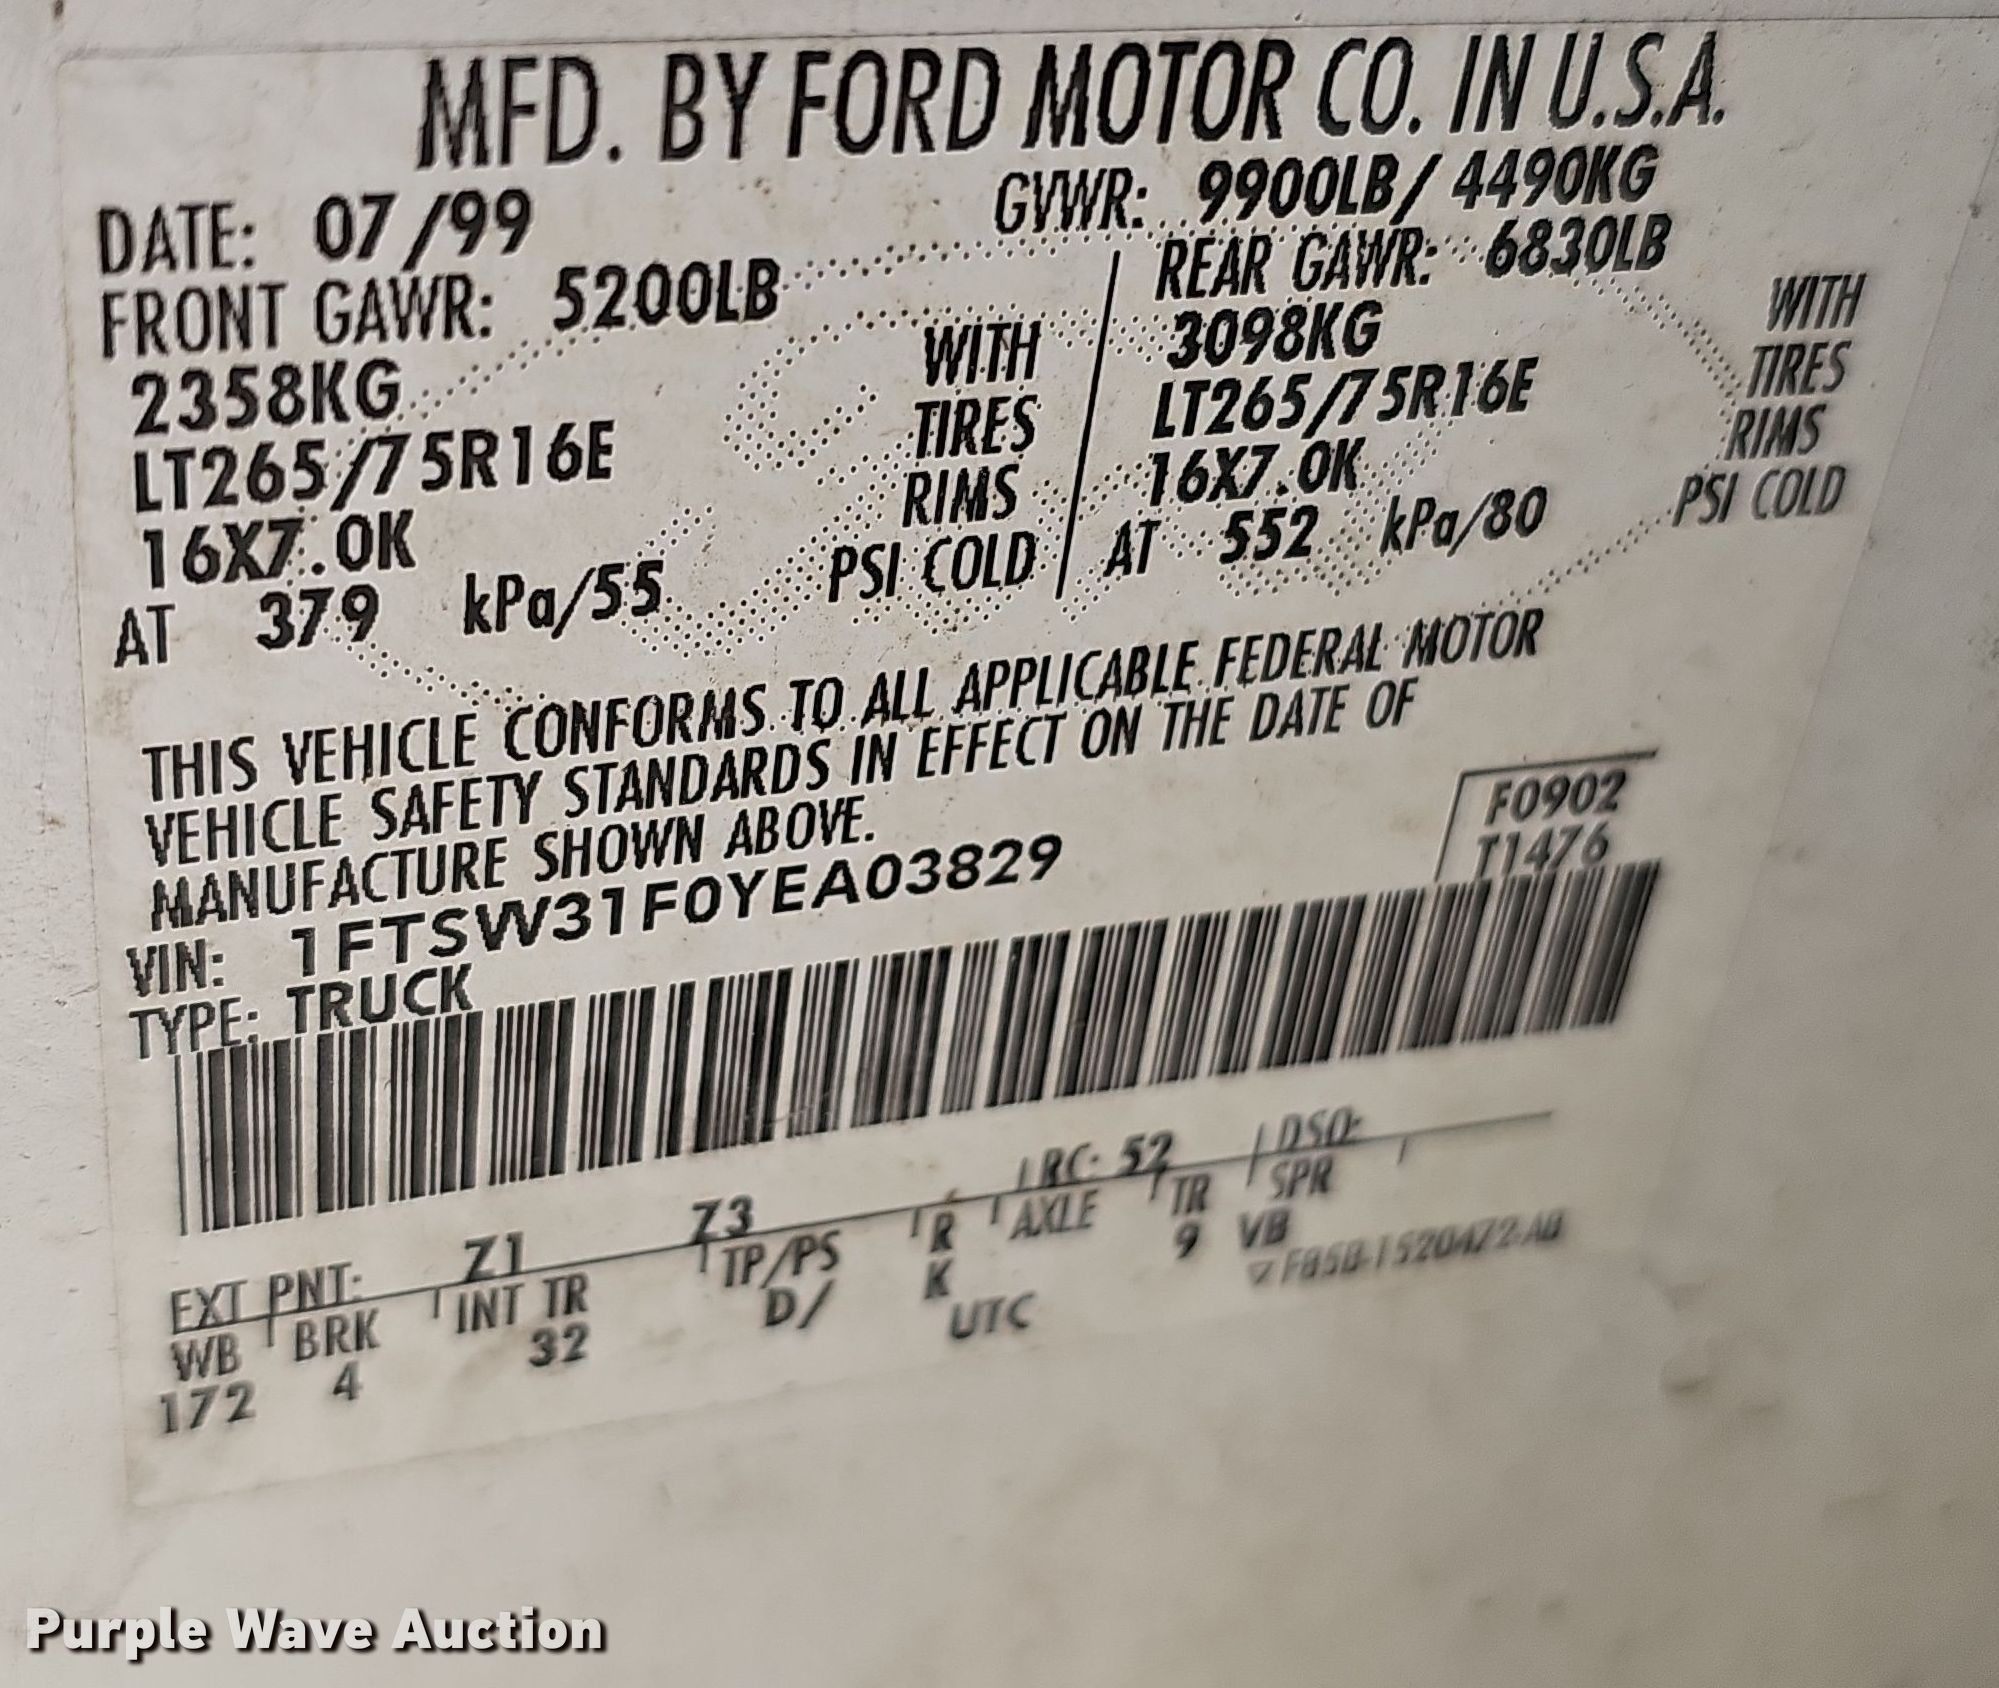 MFD. BY FORD MOTOR CO. IN U.S.A.
DATE: 07/99 GVWR: 9900LB/ 4490KG
FRONT GAWR: 5200LB REAR GAWR: 6830LB
2358KG WITH 3098KG WITH
LT265/75R16E TIRES LT265/75R16E TIRES
16X7.0K RIMS 16X7.0K RIMS
AT 379 kPa/55 PSI COLD AT 552 kPa/80 PSI COLD
THIS VEHICLE CONFORMS TO ALL APPLICABLE FEDERAL MOTOR
VEHICLE SAFETY STANDARDS IN EFFECT ON THE DATE OF
MANUFACTURE SHOWN ABOVE.
F0902
T1476
VIN: 1FTSW31F0YEA03829
TYPE: TRUCK
EXT PNT: Z1 Z3 RC: 52 DSO:
WB BRK INT TR TP/PS R AXLE TR SPR
172 4 32 D/ K 9 VB
UTC
F85B-1520472-AB
Purple Wave Auction